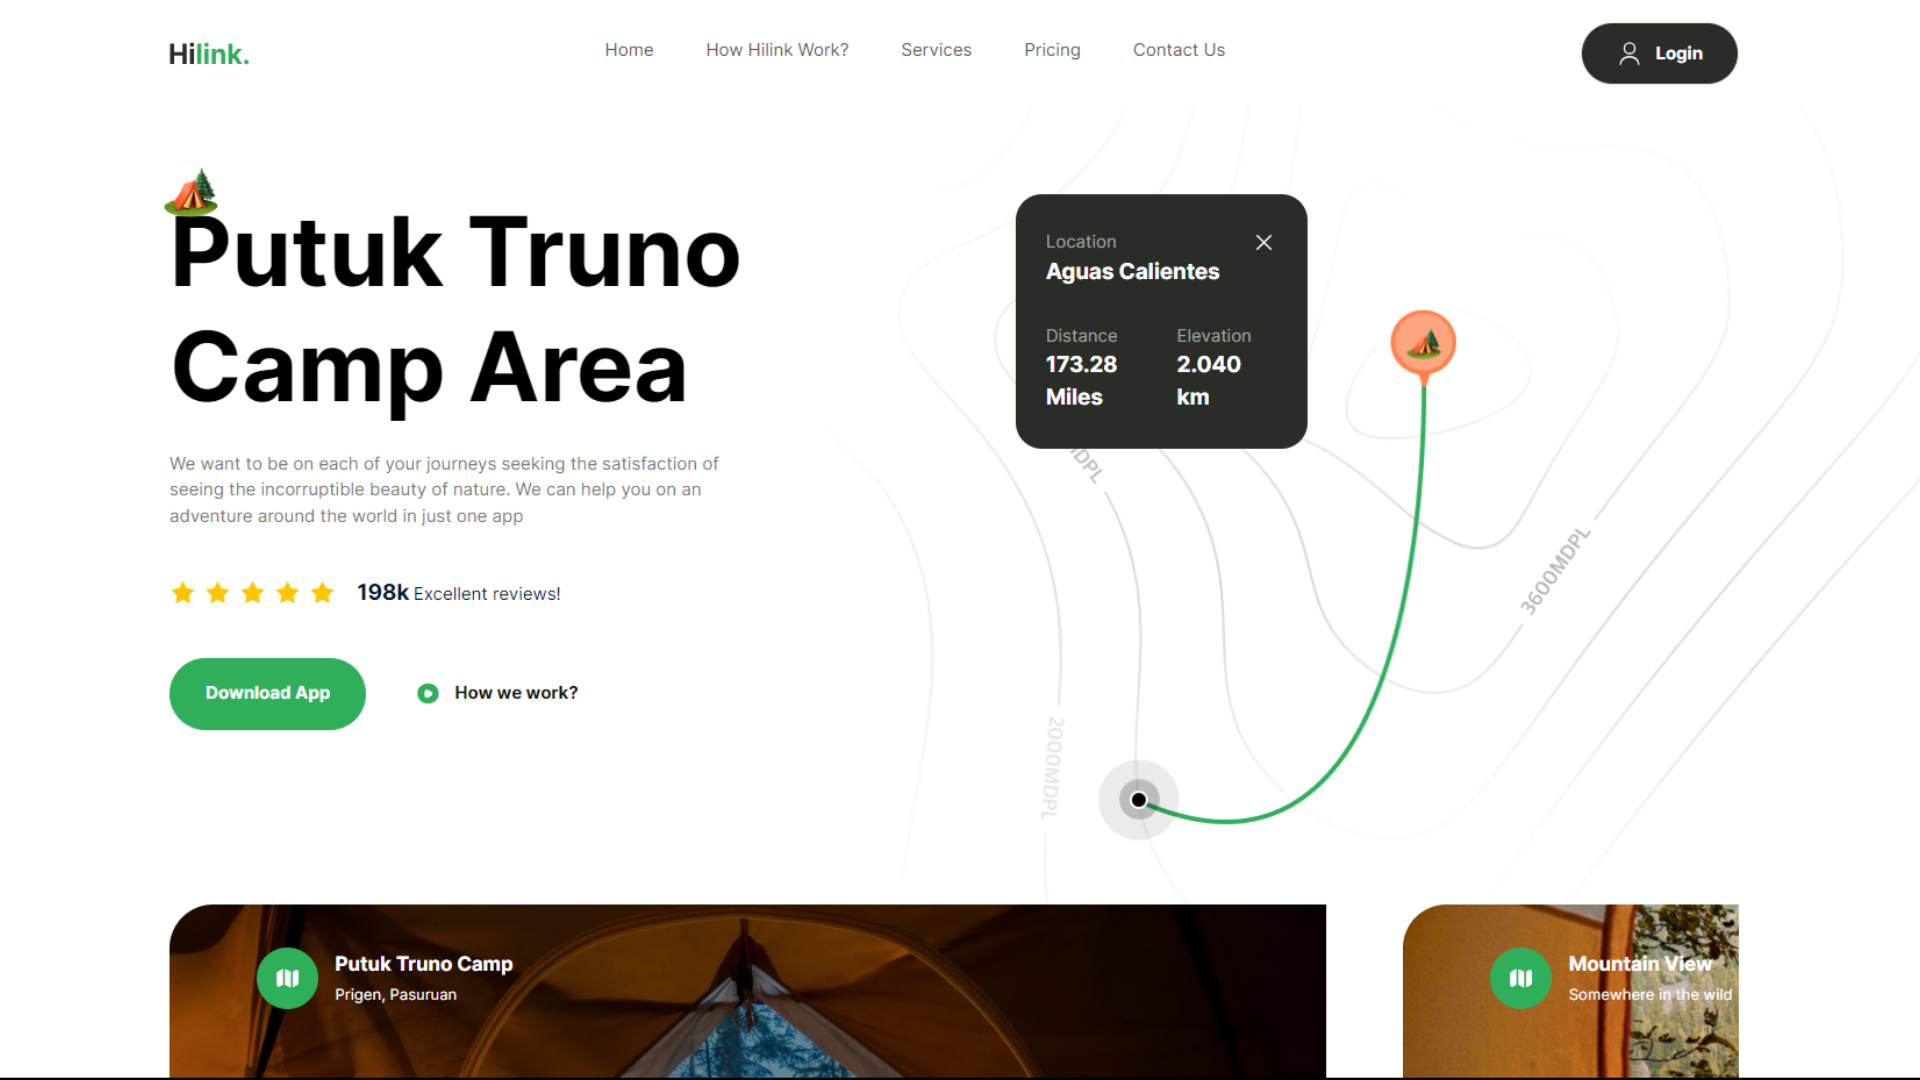 Hilink.
Home
How Hilink Work?
Services
Pricing
Contact Us
Login
Putuk Truno
Camp Area
We want to be on each of your journeys seeking the satisfaction of
seeing the incorruptible beauty of nature. We can help you on an
adventure around the world in just one app
198k Excellent reviews!
Download App
How we work?
Location
Aguas Calientes
Distance
173.28
Miles
Elevation
2.040
km
3600MDPL
2000MDPL
Putuk Truno Camp
Prigen, Pasuruan
Mountain View
Somewhere in the wild